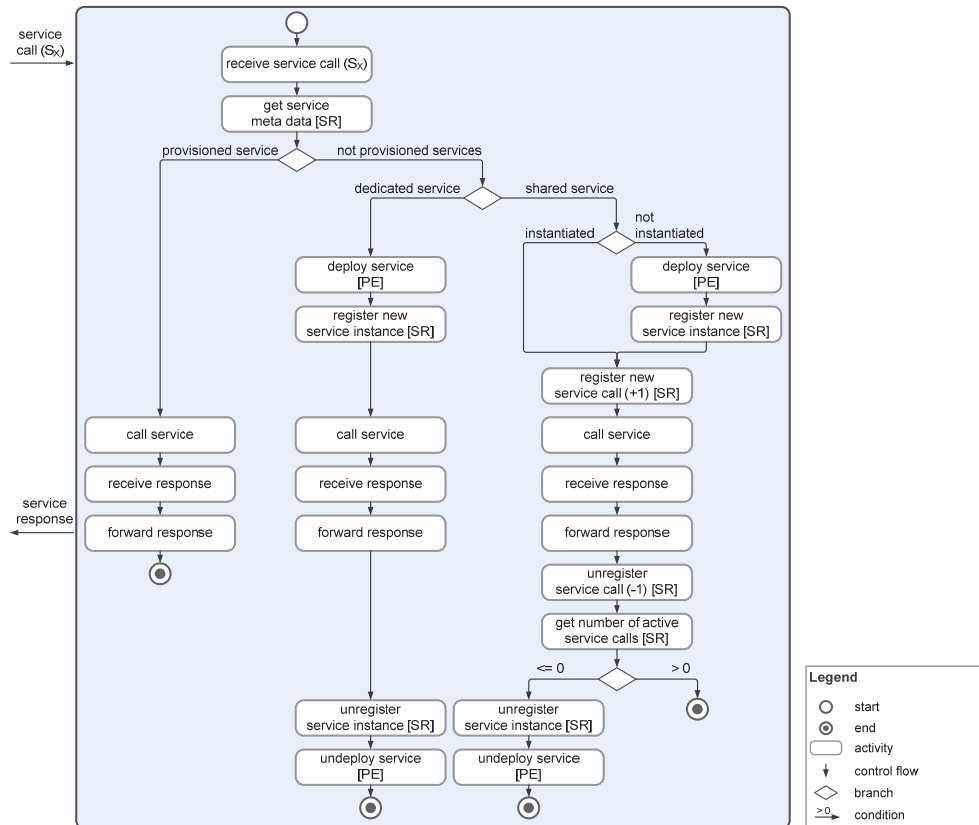 service
call (Sx)
receive service call (Sx)
get service
meta data [SR]
provisioned service
not provisioned services
dedicated service
shared service
instantiated
not
instantiated
deploy service
[PE]
deploy service
[PE]
register new
service instance [SR]
register new
service instance [SR]
register new
service call (+1) [SR]
call service
call service
call service
receive response
receive response
receive response
service
response
forward response
forward response
forward response
unregister
service call (-1) [SR]
get number of active
service calls [SR]
<= 0
> 0
unregister
service instance [SR]
unregister
service instance [SR]
undeploy service
[PE]
undeploy service
[PE]
Legend
start
end
activity
control flow
branch
>0
condition